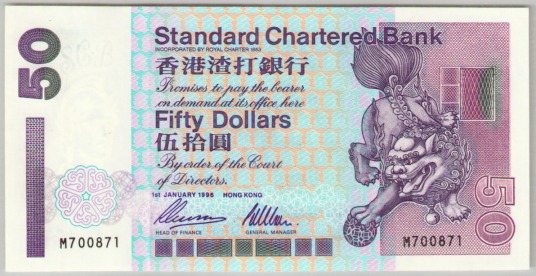 50
Standard Chartered Bank
INCORPORATED BY ROYAL CHARTER 1853
香港渣打銀行
Promises to pay the bearer
on demand at its office here
Fifty Dollars
伍拾圓
By order of the Court
of Directors.
1st JANUARY 1996 HONG KONG
HEAD OF FINANCE GENERAL MANAGER
M700871 M700871
50